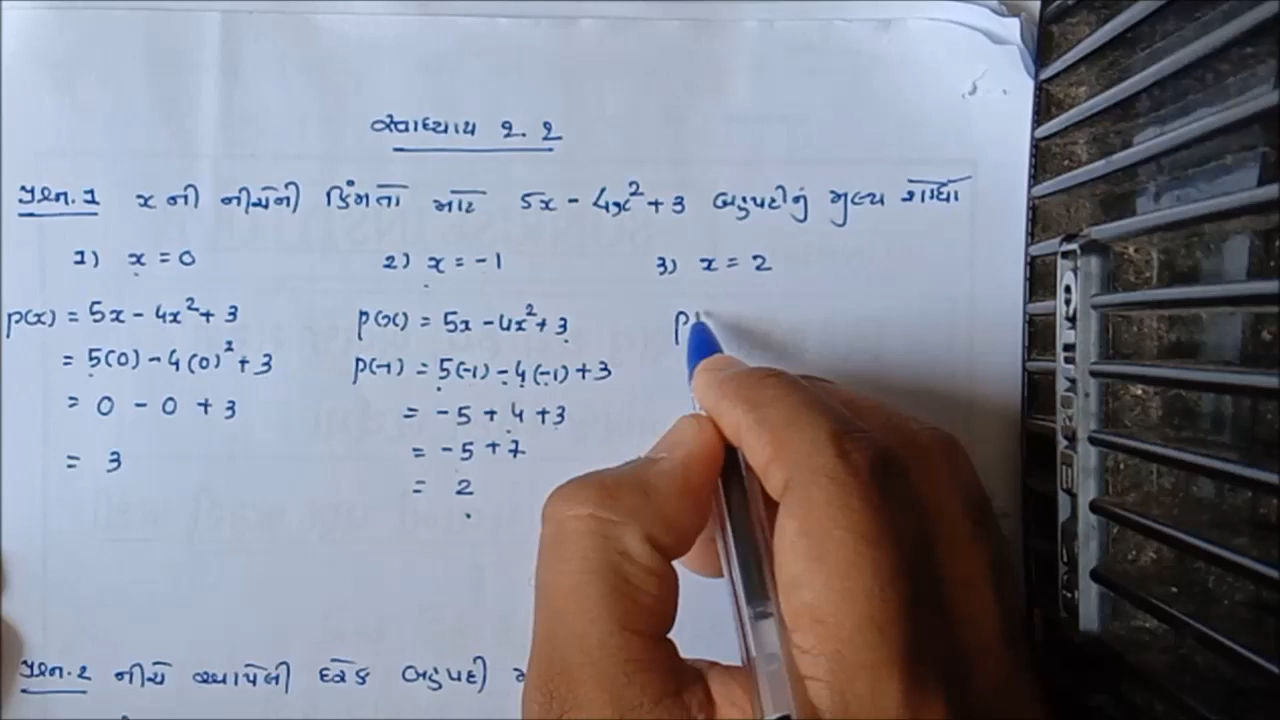 સ્વાધ્યાય 2.2
પ્રશ્ન.1 x ની નીચેની કિંમતો માટે 5x - 4x² + 3 બહુપદીનું મુલ્ય શોધો
1) x = 0 2) x = -1 3) x = 2
p(x) = 5x - 4x² + 3
= 5(0) - 4(0)² + 3
= 0 - 0 + 3
= 3
p(x) = 5x - 4x² + 3
p(-1) = 5(-1) - 4(-1) + 3
= -5 + 4 + 3
= -5 + 7
= 2
p(
પ્રશ્ન.2 નીચે આપેલી દરેક બહુપદી